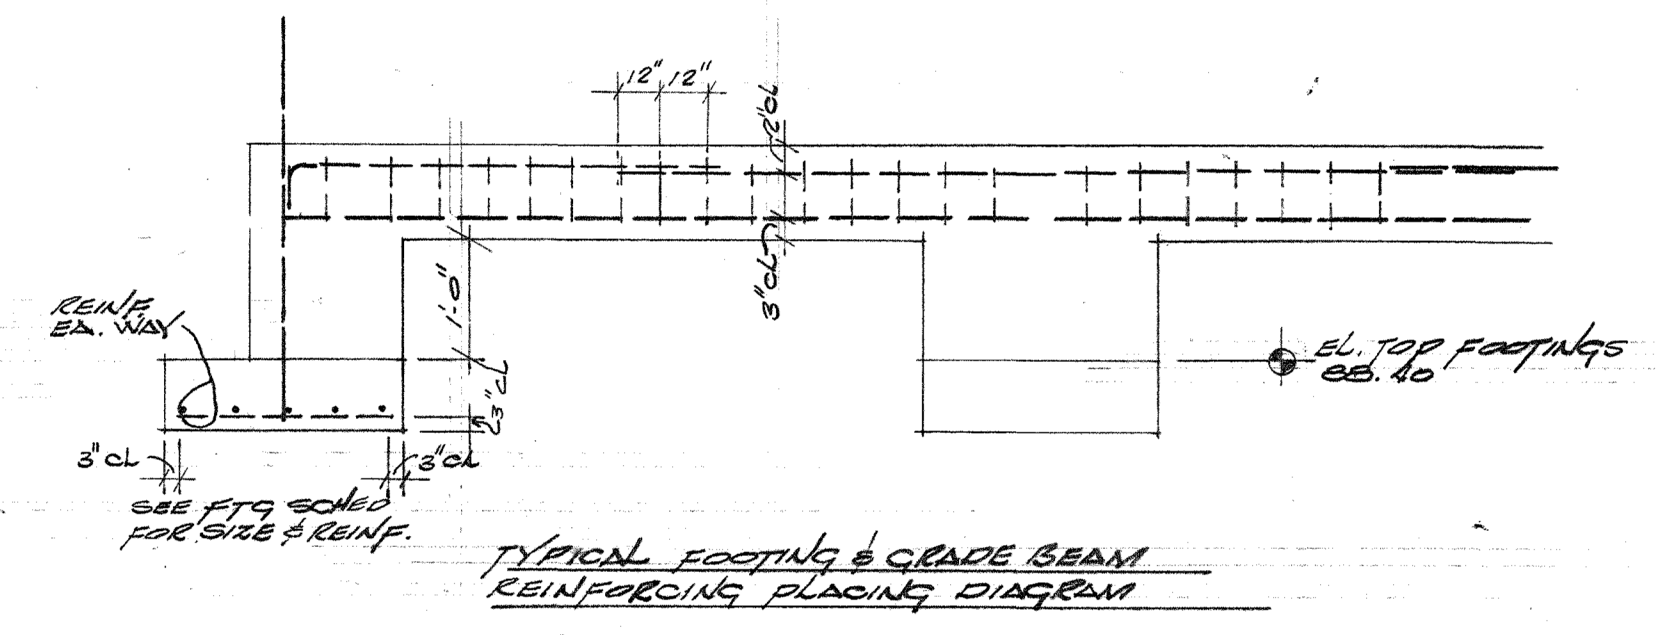 12" 12"
2"CL
3"CL
1'-0"
REINF.
EA. WAY
EL. TOP FOOTINGS
88.40
3"CL
3"CL
3"CL
SEE FTG SCHED
FOR SIZE & REINF.
TYPICAL FOOTING & GRADE BEAM
REINFORCING PLACING DIAGRAM